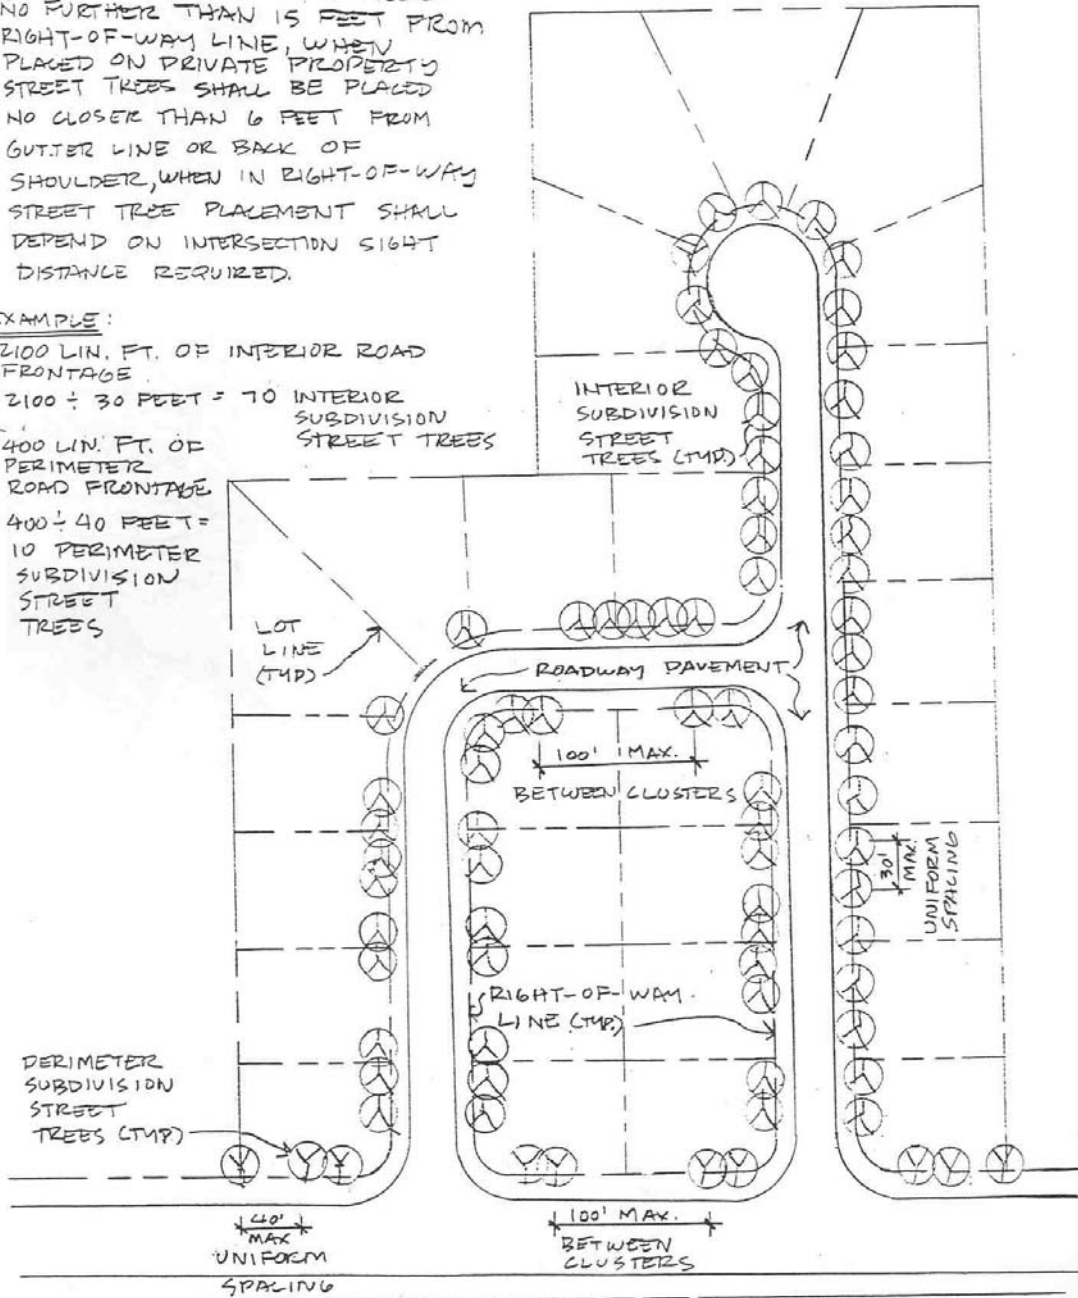 NO FURTHER THAN 15 FEET FROM
RIGHT-OF-WAY LINE, WHEN
PLACED ON PRIVATE PROPERTY
STREET TREES SHALL BE PLACED
NO CLOSER THAN 6 FEET FROM
GUTTER LINE OR BACK OF
SHOULDER, WHEN IN RIGHT-OF-WAY
STREET TREE PLACEMENT SHALL
DEPEND ON INTERSECTION SIGHT
DISTANCE REQUIRED.
EXAMPLE:
2100 LIN. FT. OF INTERIOR ROAD
FRONTAGE
2100 ÷ 30 FEET = 70 INTERIOR
SUBDIVISION
STREET TREES
400 LIN. FT. OF
PERIMETER
ROAD FRONTAGE
400 ÷ 40 FEET =
10 PERIMETER
SUBDIVISION
STREET
TREES
INTERIOR
SUBDIVISION
STREET
TREES (TYP.)
LOT
LINE
(TYP.)
ROADWAY PAVEMENT
100' MAX.
BETWEEN CLUSTERS
30'
MAX.
UNIFORM
SPACING
RIGHT-OF-WAY
LINE (TYP.)
PERIMETER
SUBDIVISION
STREET
TREES (TYP.)
40'
MAX
UNIFORM
SPACING
100' MAX.
BETWEEN
CLUSTERS